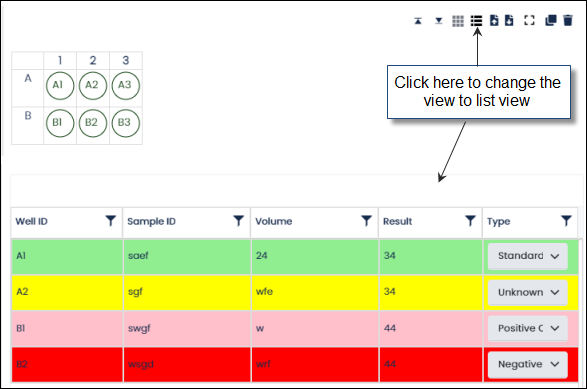 Click here to change the
view to list view
1 2 3
A A1 A2 A3
B B1 B2 B3
Well ID Sample ID Volume Result Type
A1 saef 24 34 Standard
A2 sgf wfe 34 Unknown
B1 swgf w 44 Positive C
B2 wsgd wrf 44 Negative